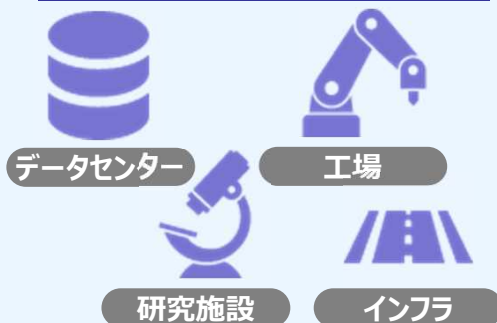 データセンター
工場
研究施設
インフラ